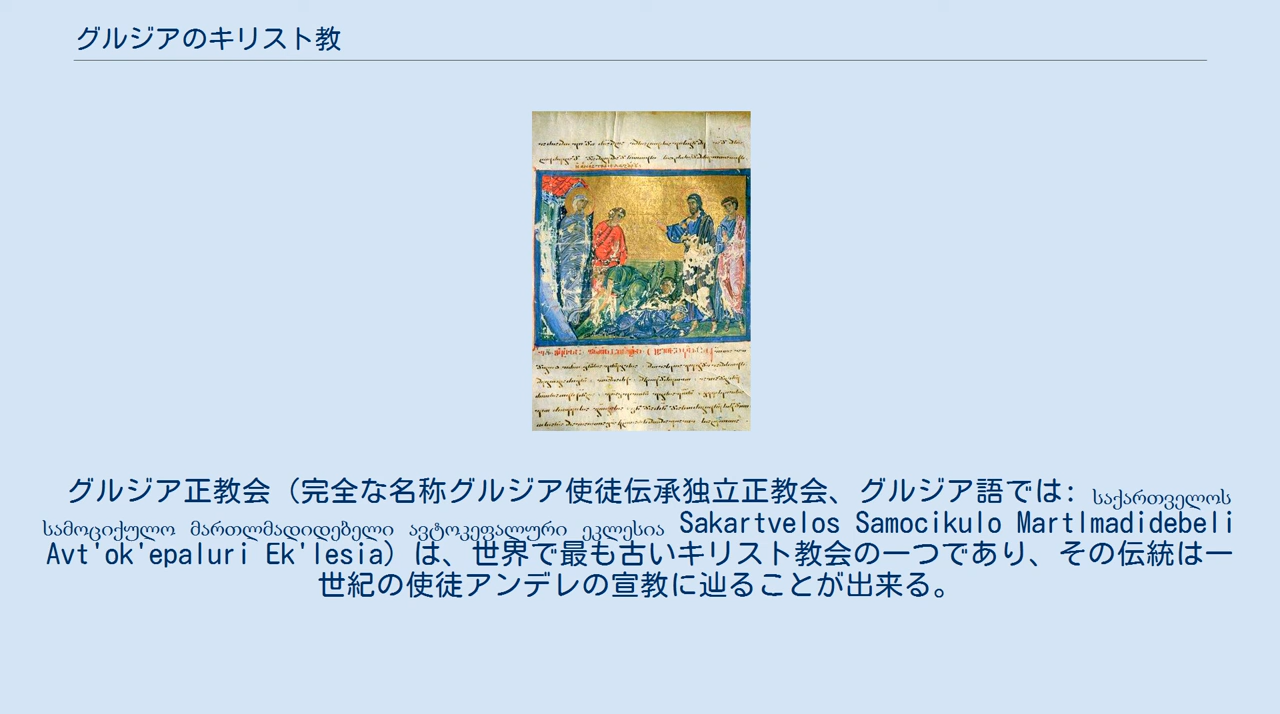 グルジアのキリスト教
グルジア正教会（完全な名称グルジア使徒伝承独立正教会、グルジア語では: საქართველოს
სამოციქულო მართლმადიდებელი ავტოკეფალური ეკლესია Sakartvelos Samocikulo Martlmadidebeli
Avt'ok'epaluri Ek'lesia) は、世界で最も古いキリスト教会の一つであり、その伝統は一
世紀の使徒アンデレの宣教に辿ることが出来る。